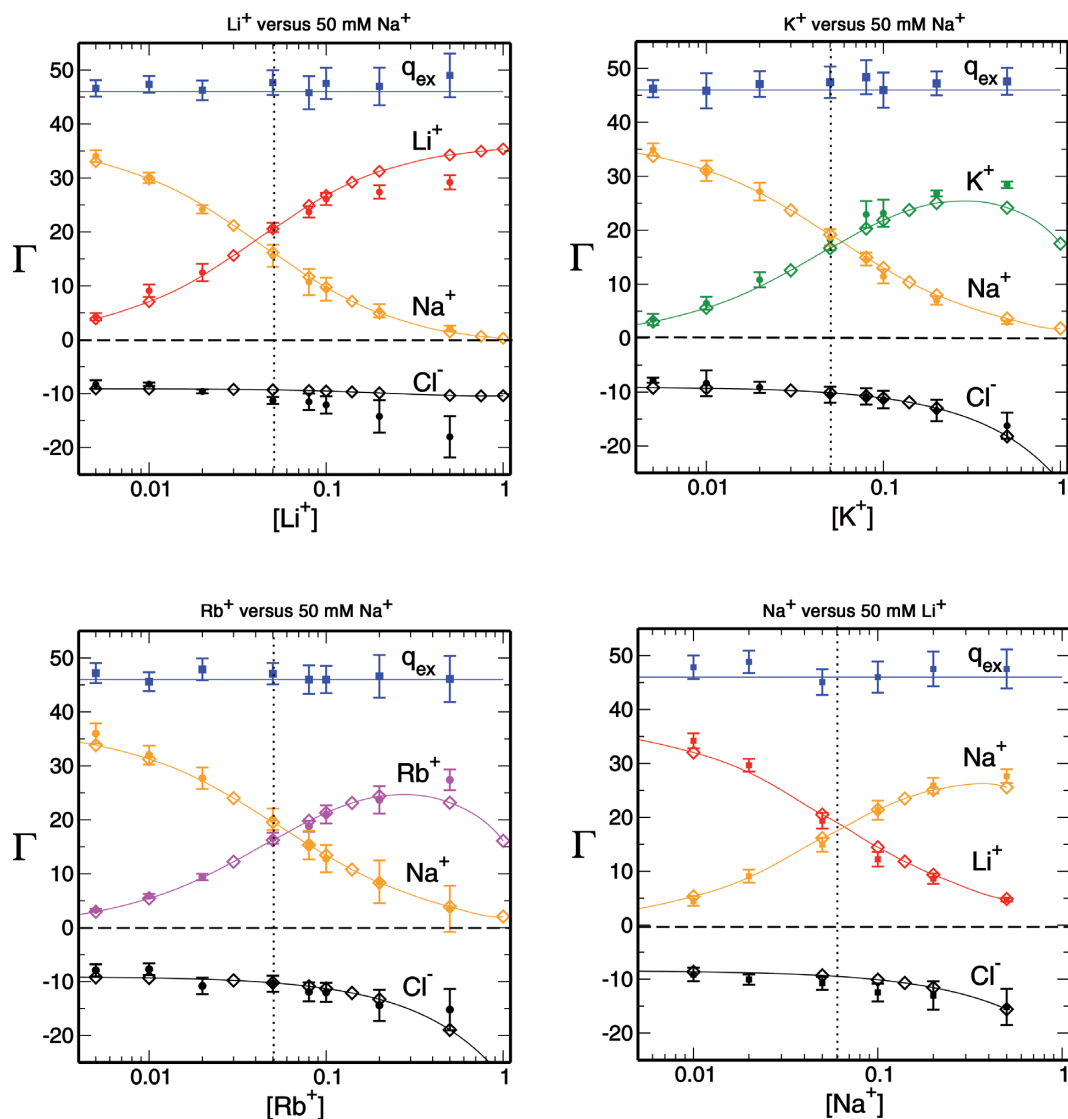 Li⁺ versus 50 mM Na⁺
50
40
30
20
10
0
-10
-20
Γ
q_ex
Li⁺
Na⁺
Cl⁻
0.01 0.1 1
[Li⁺]
K⁺ versus 50 mM Na⁺
50
40
30
20
10
0
-10
-20
Γ
q_ex
K⁺
Na⁺
Cl⁻
0.01 0.1 1
[K⁺]
Rb⁺ versus 50 mM Na⁺
50
40
30
20
10
0
-10
-20
Γ
q_ex
Rb⁺
Na⁺
Cl⁻
0.01 0.1 1
[Rb⁺]
Na⁺ versus 50 mM Li⁺
50
40
30
20
10
0
-10
-20
Γ
q_ex
Na⁺
Li⁺
Cl⁻
0.01 0.1 1
[Na⁺]